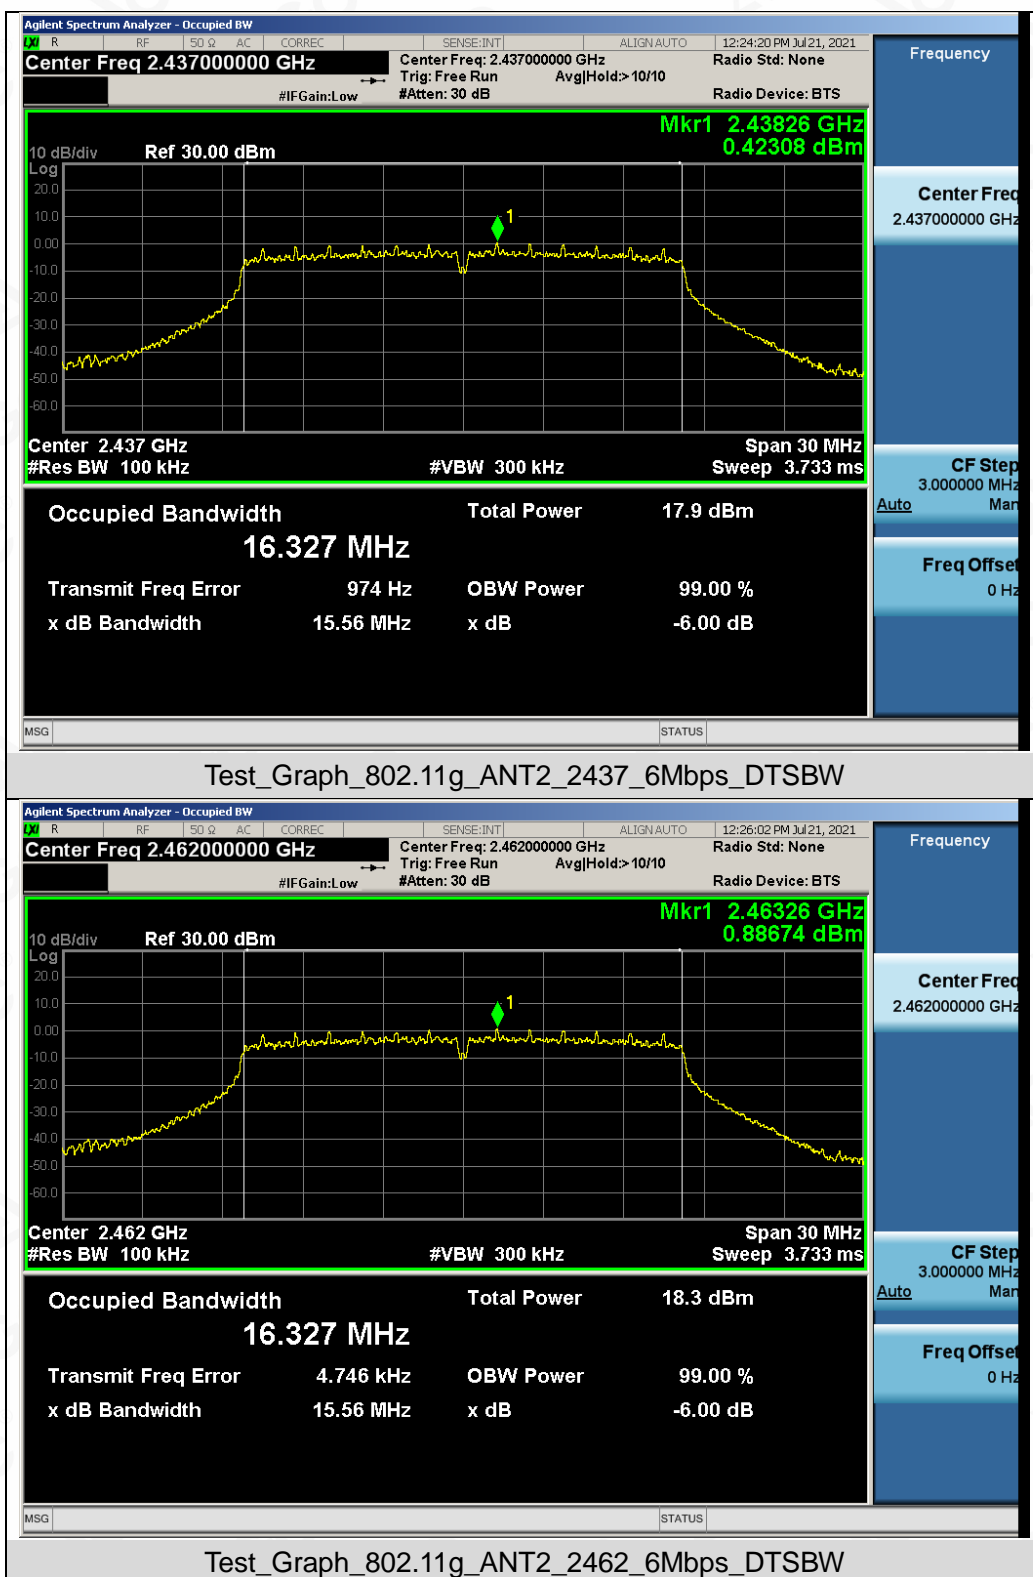 Agilent Spectrum Analyzer - Occupied BW
LXI R RF 50 Ω AC CORREC SENSE:INT ALIGN AUTO 12:24:20 PM Jul 21, 2021
Center Freq 2.437000000 GHz
Center Freq: 2.437000000 GHz Radio Std: None
Trig: Free Run Avg|Hold:>10/10
#IFGain:Low #Atten: 30 dB Radio Device: BTS
Mkr1 2.43826 GHz
0.42308 dBm
10 dB/div Ref 30.00 dBm
Log
20.0
10.0
1
0.00
-10.0
-20.0
-30.0
-40.0
-50.0
-60.0
Center 2.437 GHz Span 30 MHz
#Res BW 100 kHz #VBW 300 kHz Sweep 3.733 ms
Occupied Bandwidth Total Power 17.9 dBm
16.327 MHz
Transmit Freq Error 974 Hz OBW Power 99.00 %
x dB Bandwidth 15.56 MHz x dB -6.00 dB
MSG STATUS
Frequency
Center Freq
2.437000000 GHz
CF Step
3.000000 MHz
Auto Man
Freq Offset
0 Hz
Test_Graph_802.11g_ANT2_2437_6Mbps_DTSBW
Agilent Spectrum Analyzer - Occupied BW
LXI R RF 50 Ω AC CORREC SENSE:INT ALIGN AUTO 12:26:02 PM Jul 21, 2021
Center Freq 2.462000000 GHz
Center Freq: 2.462000000 GHz Radio Std: None
Trig: Free Run Avg|Hold:>10/10
#IFGain:Low #Atten: 30 dB Radio Device: BTS
Mkr1 2.46326 GHz
0.88674 dBm
10 dB/div Ref 30.00 dBm
Log
20.0
10.0
1
0.00
-10.0
-20.0
-30.0
-40.0
-50.0
-60.0
Center 2.462 GHz Span 30 MHz
#Res BW 100 kHz #VBW 300 kHz Sweep 3.733 ms
Occupied Bandwidth Total Power 18.3 dBm
16.327 MHz
Transmit Freq Error 4.746 kHz OBW Power 99.00 %
x dB Bandwidth 15.56 MHz x dB -6.00 dB
MSG STATUS
Frequency
Center Freq
2.462000000 GHz
CF Step
3.000000 MHz
Auto Man
Freq Offset
0 Hz
Test_Graph_802.11g_ANT2_2462_6Mbps_DTSBW